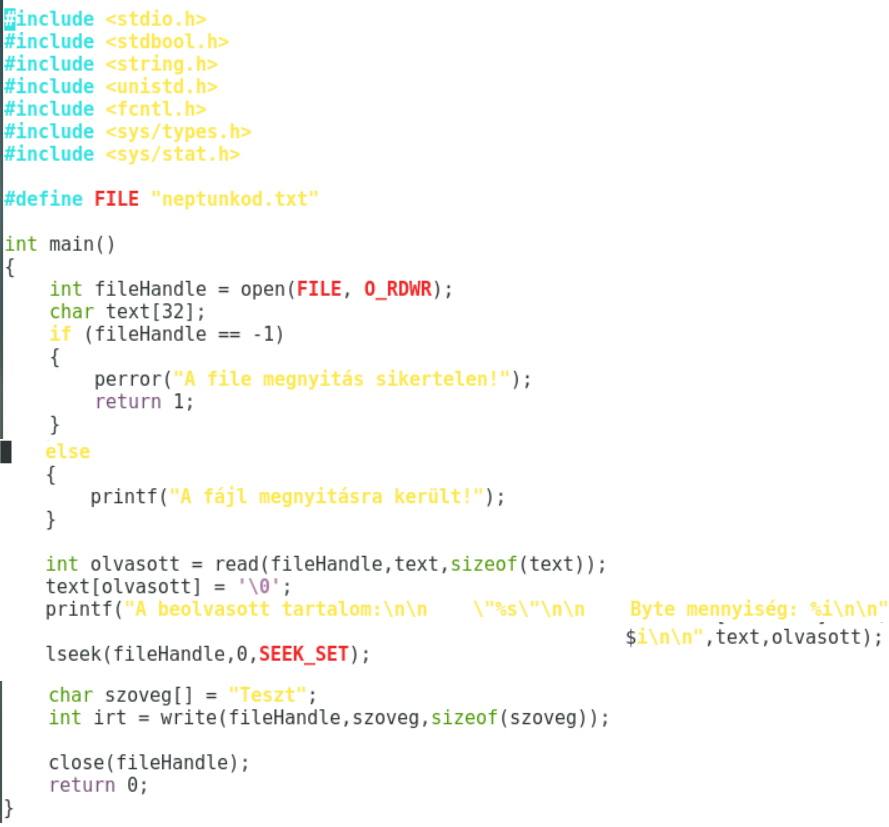 #include <stdio.h>
#include <stdbool.h>
#include <string.h>
#include <unistd.h>
#include <fcntl.h>
#include <sys/types.h>
#include <sys/stat.h>

#define FILE "neptunkod.txt"

int main()
{
    int fileHandle = open(FILE, O_RDWR);
    char text[32];
    if (fileHandle == -1)
    {
        perror("A file megnyitás sikertelen!");
        return 1;
    }
    else
    {
        printf("A fájl megnyitásra került!");
    }

    int olvasott = read(fileHandle,text,sizeof(text));
    text[olvasott] = '\0';
    printf("A beolvasott tartalom:\n\n    \"%s\"\n\n    Byte mennyiség: %i\n\n"
$i\n\n",text,olvasott);
    lseek(fileHandle,0,SEEK_SET);

    char szoveg[] = "Teszt";
    int irt = write(fileHandle,szoveg,sizeof(szoveg));

    close(fileHandle);
    return 0;
}